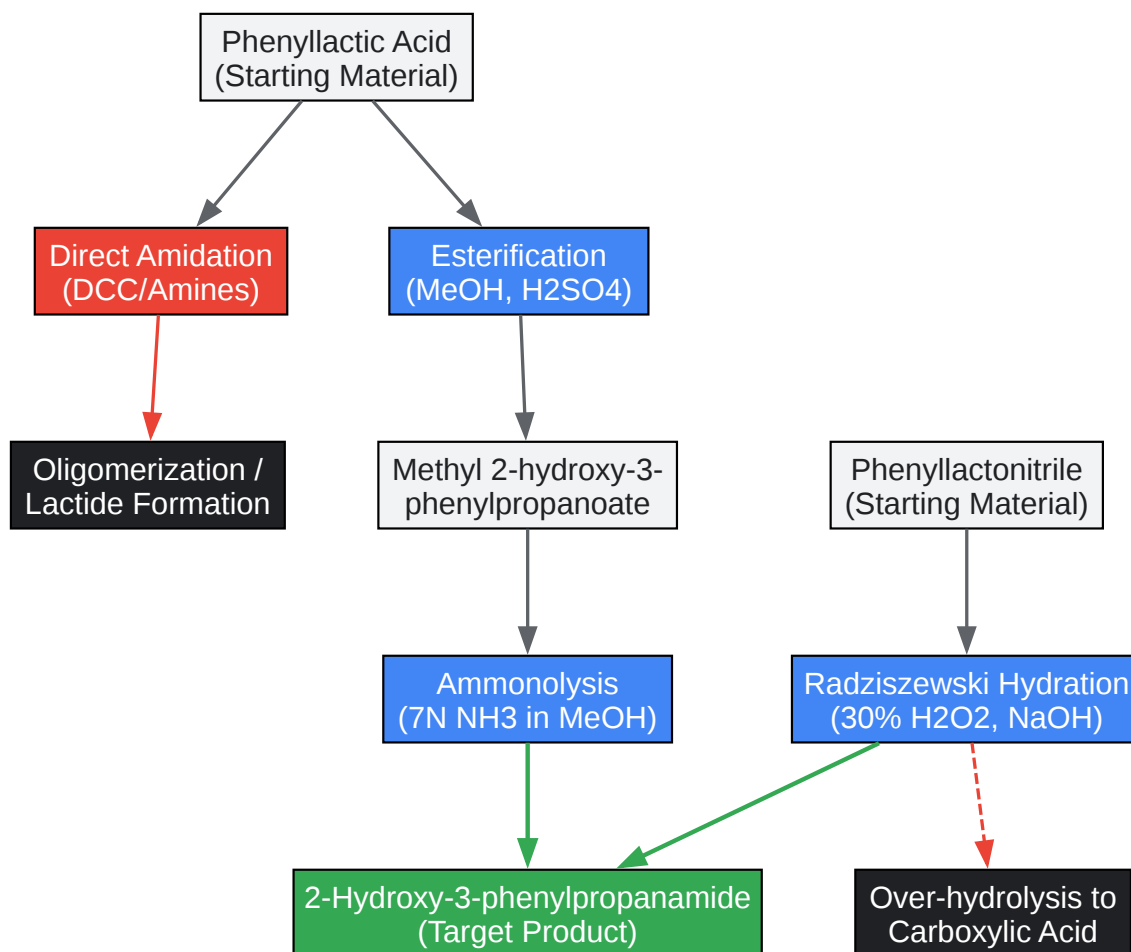 Phenyllactic Acid
(Starting Material)
Direct Amidation
(DCC/Amines)
Esterification
(MeOH, H2SO4)
Oligomerization /
Lactide Formation
Methyl 2-hydroxy-3-
phenylpropanoate
Phenyllactonitrile
(Starting Material)
Ammonolysis
(7N NH3 in MeOH)
Radziszewski Hydration
(30% H2O2, NaOH)
2-Hydroxy-3-phenylpropanamide
(Target Product)
Over-hydrolysis to
Carboxylic Acid